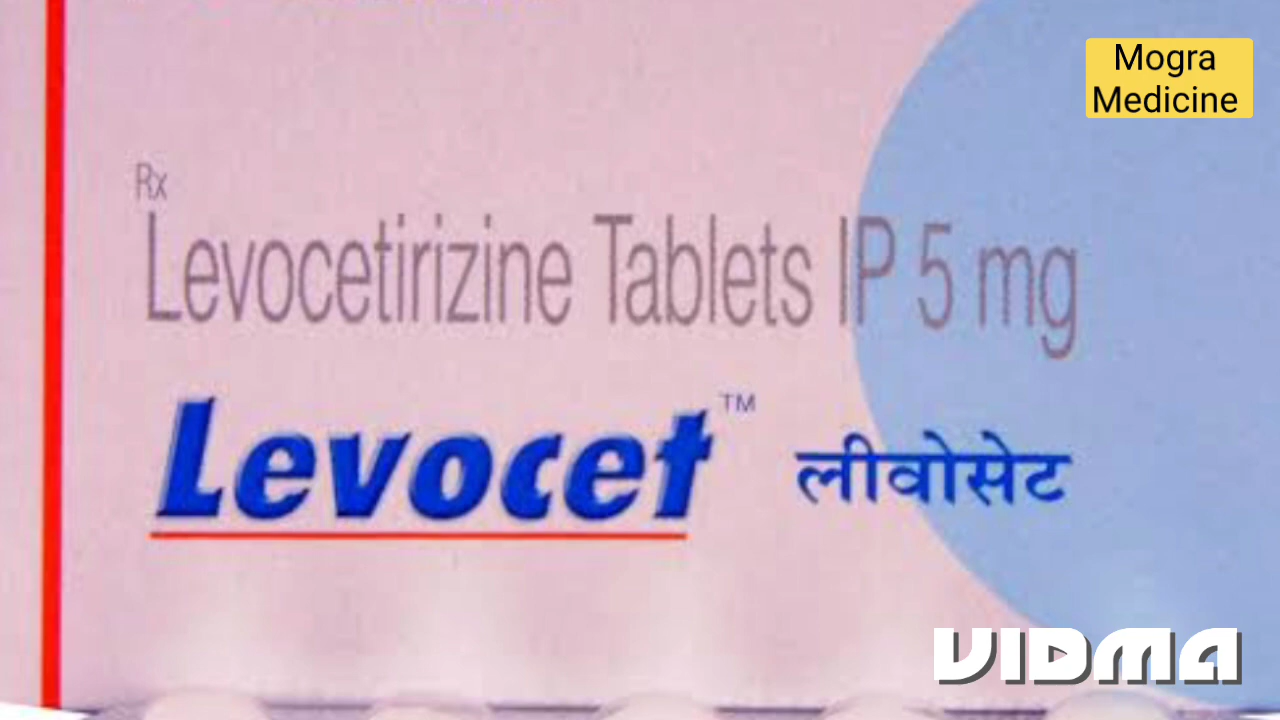 Mogra
Medicine
Rx
Levocetirizine Tablets IP 5 mg
Levocet™ लीवोसेट
VIDMA